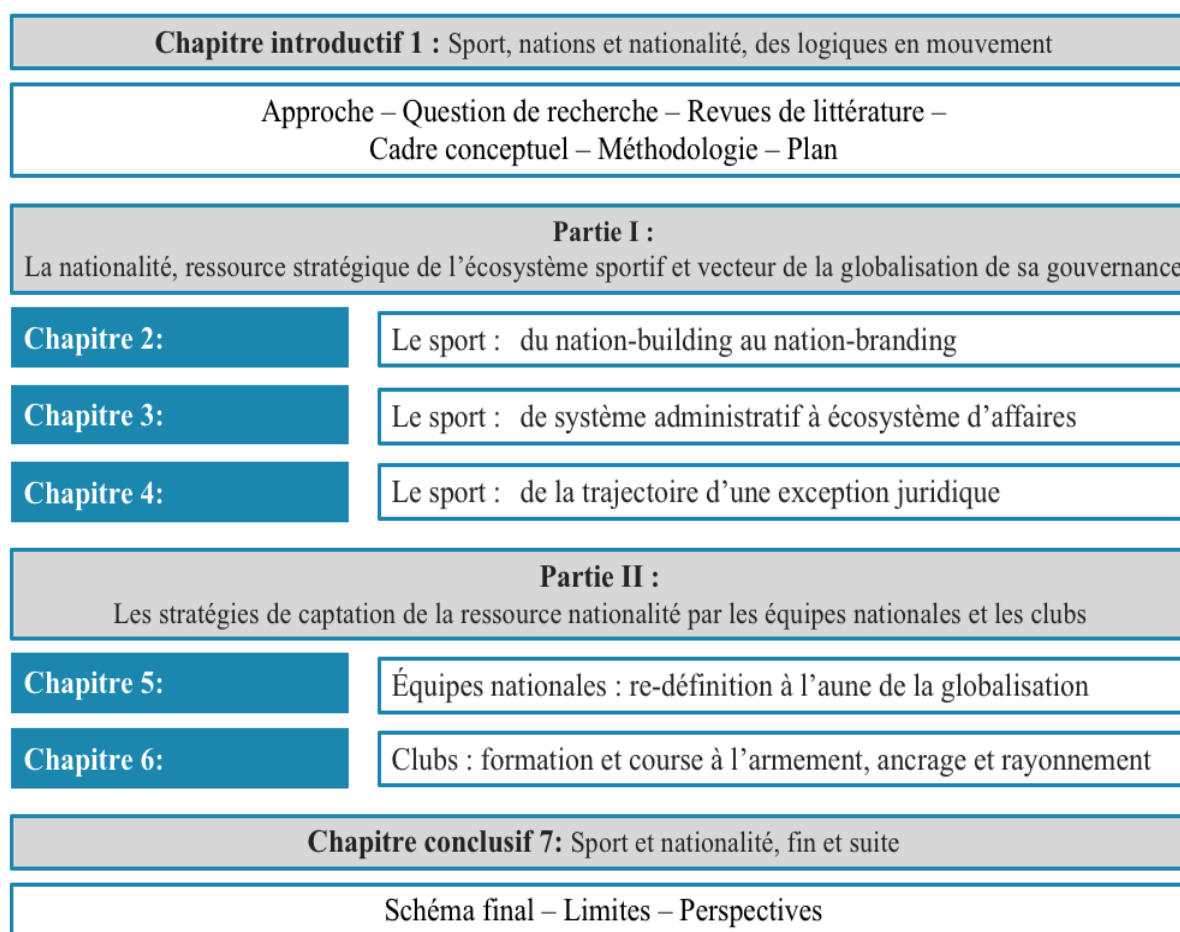 Chapitre introductif 1 : Sport, nations et nationalité, des logiques en mouvement
Approche – Question de recherche – Revues de littérature –
Cadre conceptuel – Méthodologie – Plan
Partie I :
La nationalité, ressource stratégique de l’écosystème sportif et vecteur de la globalisation de sa gouvernance
Chapitre 2:
Le sport : du nation-building au nation-branding
Chapitre 3:
Le sport : de système administratif à écosystème d’affaires
Chapitre 4:
Le sport : de la trajectoire d’une exception juridique
Partie II :
Les stratégies de captation de la ressource nationalité par les équipes nationales et les clubs
Chapitre 5:
Équipes nationales : re-définition à l’aune de la globalisation
Chapitre 6:
Clubs : formation et course à l’armement, ancrage et rayonnement
Chapitre conclusif 7: Sport et nationalité, fin et suite
Schéma final – Limites – Perspectives